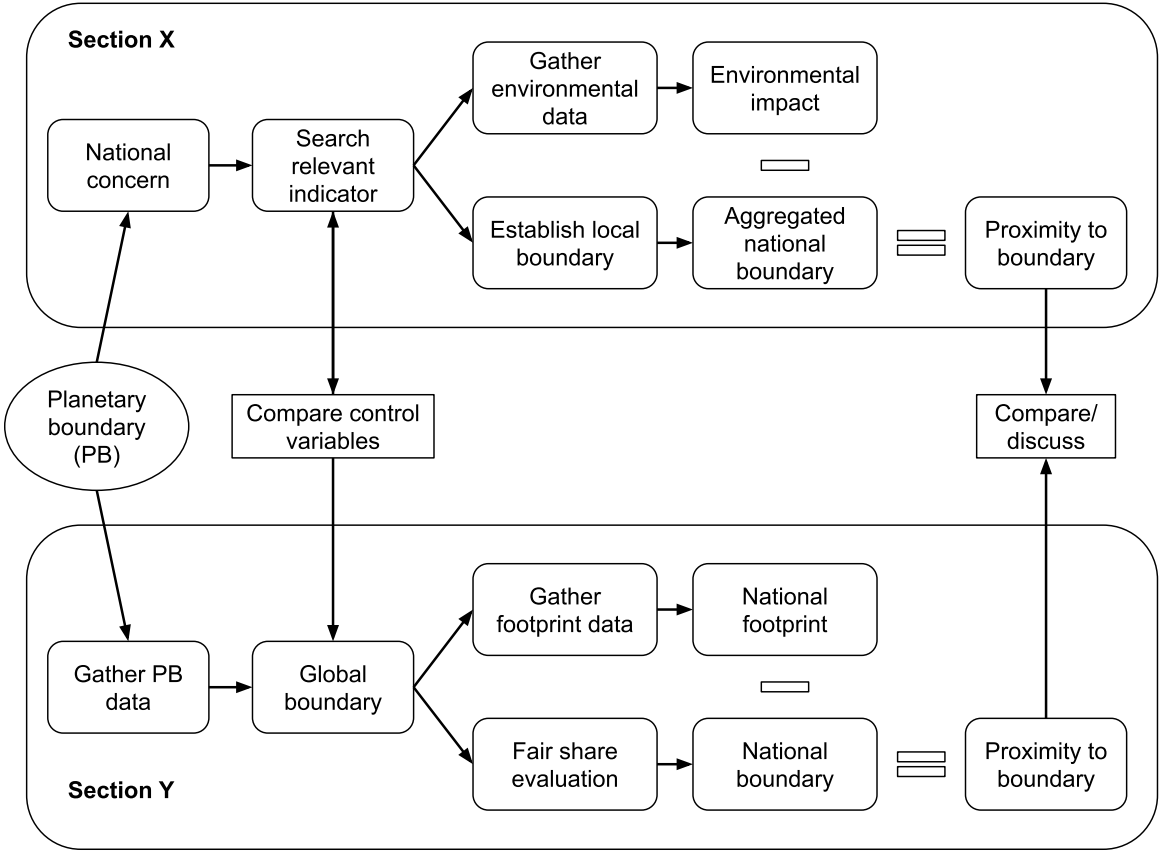 Section X
National
concern
Search
relevant
indicator
Gather
environmental
data
Environmental
impact
Establish local
boundary
Aggregated
national
boundary
Proximity to
boundary
Planetary
boundary
(PB)
Compare control
variables
Compare/
discuss
Gather PB
data
Global
boundary
Gather
footprint data
National
footprint
Fair share
evaluation
National
boundary
Proximity to
boundary
Section Y